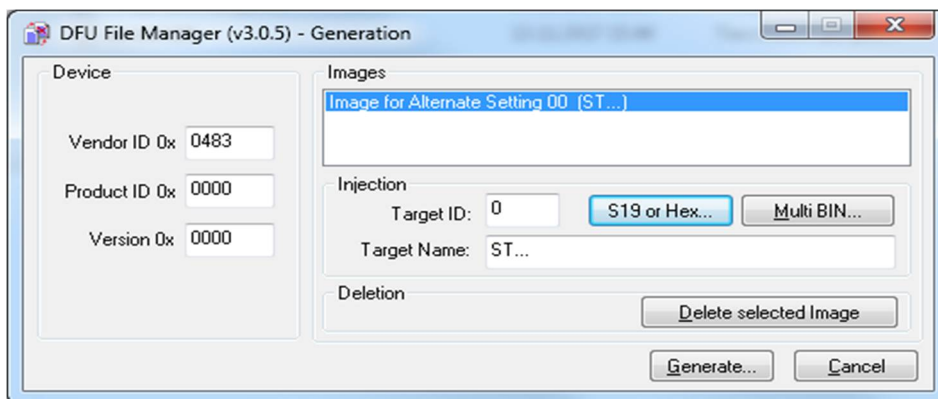 DFU File Manager (v3.0.5) - Generation
Device
Vendor ID 0x 0483
Product ID 0x 0000
Version 0x 0000
Images
Image for Alternate Setting 00 (ST...)
Injection
Target ID: 0
S19 or Hex...
Multi BIN...
Target Name: ST...
Deletion
Delete selected Image
Generate...
Cancel